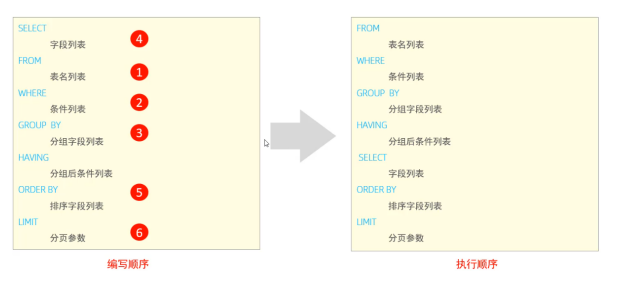 SELECT
字段列表
4
FROM
表名列表
1
WHERE
条件列表
2
GROUP BY
分组字段列表
3
HAVING
分组后条件列表
ORDER BY
排序字段列表
5
LIMIT
分页参数
6
编写顺序
FROM
表名列表
WHERE
条件列表
GROUP BY
分组字段列表
HAVING
分组后条件列表
SELECT
字段列表
ORDER BY
排序字段列表
LIMIT
分页参数
执行顺序